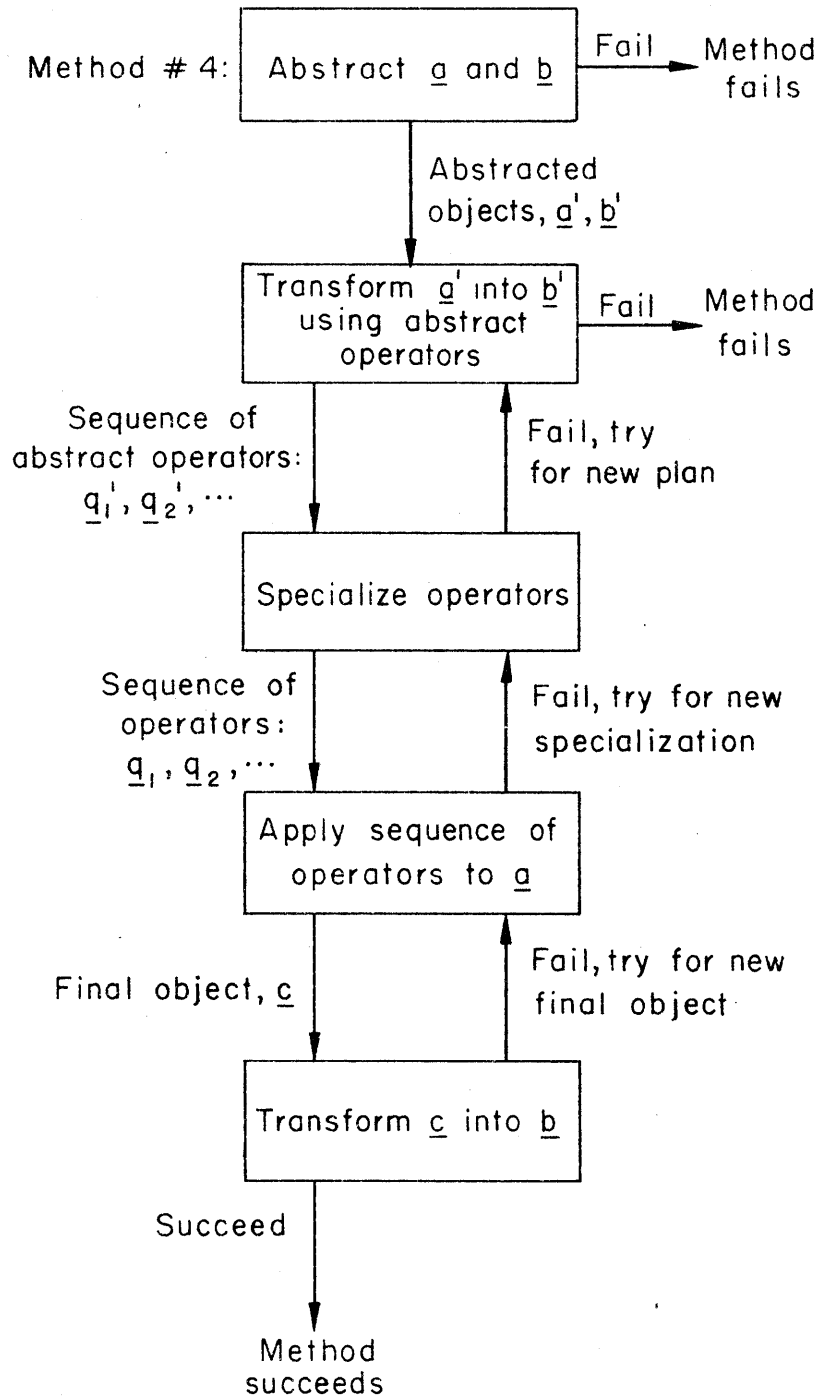 Method # 4:
Abstract a and b
Fail
Method
fails
Abstracted
objects, a', b'
Transform a' into b'
using abstract
operators
Fail
Method
fails
Sequence of
abstract operators:
q₁', q₂', ···
Fail, try
for new plan
Specialize operators
Sequence of
operators:
q₁, q₂, ···
Fail, try for new
specialization
Apply sequence of
operators to a
Final object, c
Fail, try for new
final object
Transform c into b
Succeed
Method
succeeds